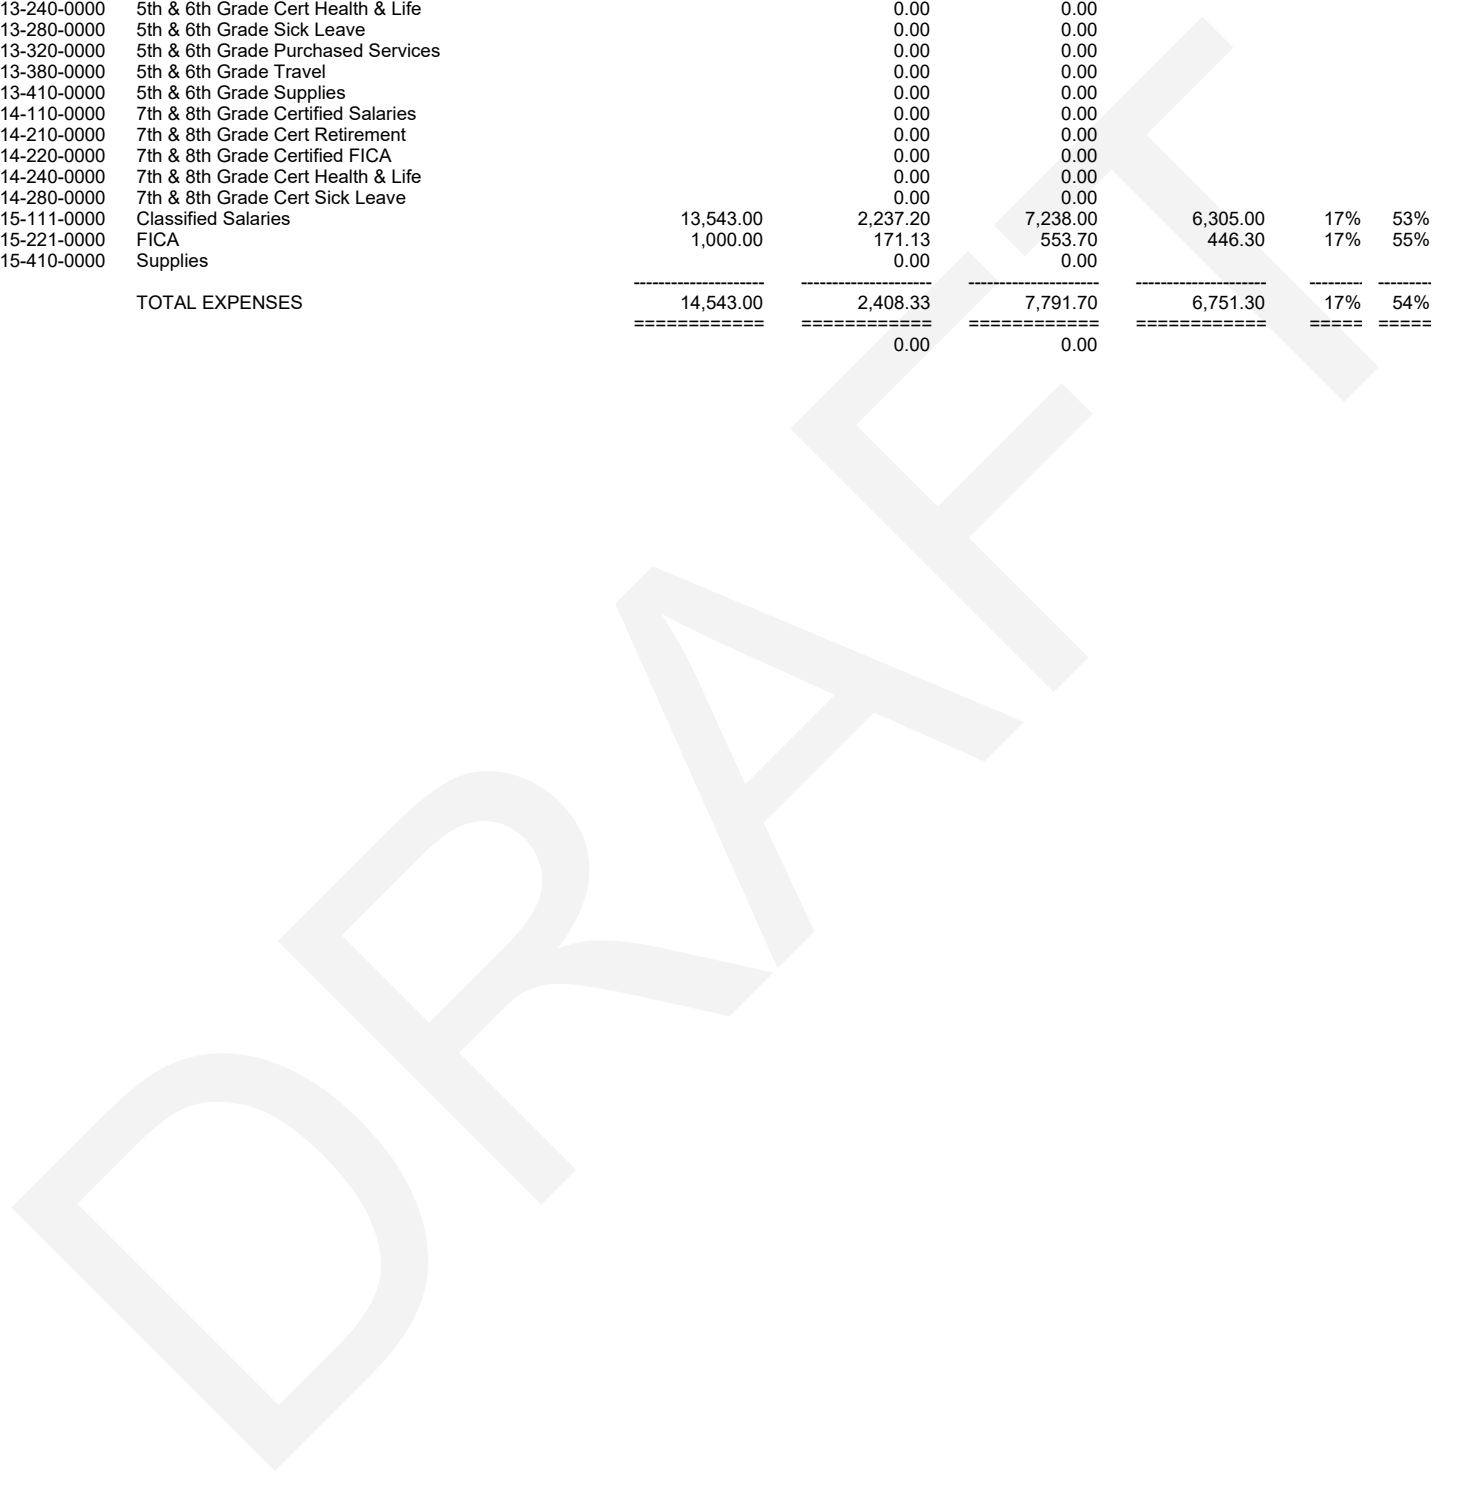 13-240-0000 5th & 6th Grade Cert Health & Life 0.00 0.00
13-280-0000 5th & 6th Grade Sick Leave 0.00 0.00
13-320-0000 5th & 6th Grade Purchased Services 0.00 0.00
13-380-0000 5th & 6th Grade Travel 0.00 0.00
13-410-0000 5th & 6th Grade Supplies 0.00 0.00
14-110-0000 7th & 8th Grade Certified Salaries 0.00 0.00
14-210-0000 7th & 8th Grade Cert Retirement 0.00 0.00
14-220-0000 7th & 8th Grade Certified FICA 0.00 0.00
14-240-0000 7th & 8th Grade Cert Health & Life 0.00 0.00
14-280-0000 7th & 8th Grade Cert Sick Leave 0.00 0.00
15-111-0000 Classified Salaries 13,543.00 2,237.20 7,238.00 6,305.00 17% 53%
15-221-0000 FICA 1,000.00 171.13 553.70 446.30 17% 55%
15-410-0000 Supplies 0.00 0.00
--------------------- --------------------- --------------------- --------------------- --------- ---------
TOTAL EXPENSES 14,543.00 2,408.33 7,791.70 6,751.30 17% 54%
============ ============ ============ ============ ===== =====
0.00 0.00
DRAFT